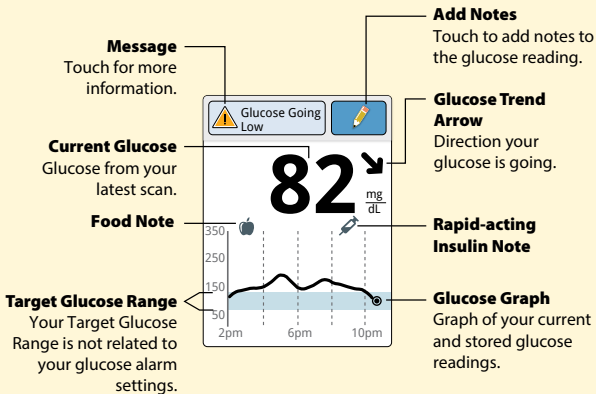 Message
Touch for more
information.
Current Glucose
Glucose from your
latest scan.
Food Note
Target Glucose Range
Your Target Glucose
Range is not related to
your glucose alarm
settings.
Glucose Going
Low
82
mg
dL
350
250
150
50
2pm
6pm
10pm
Add Notes
Touch to add notes to
the glucose reading.
Glucose Trend
Arrow
Direction your
glucose is going.
Rapid-acting
Insulin Note
Glucose Graph
Graph of your current
and stored glucose
readings.